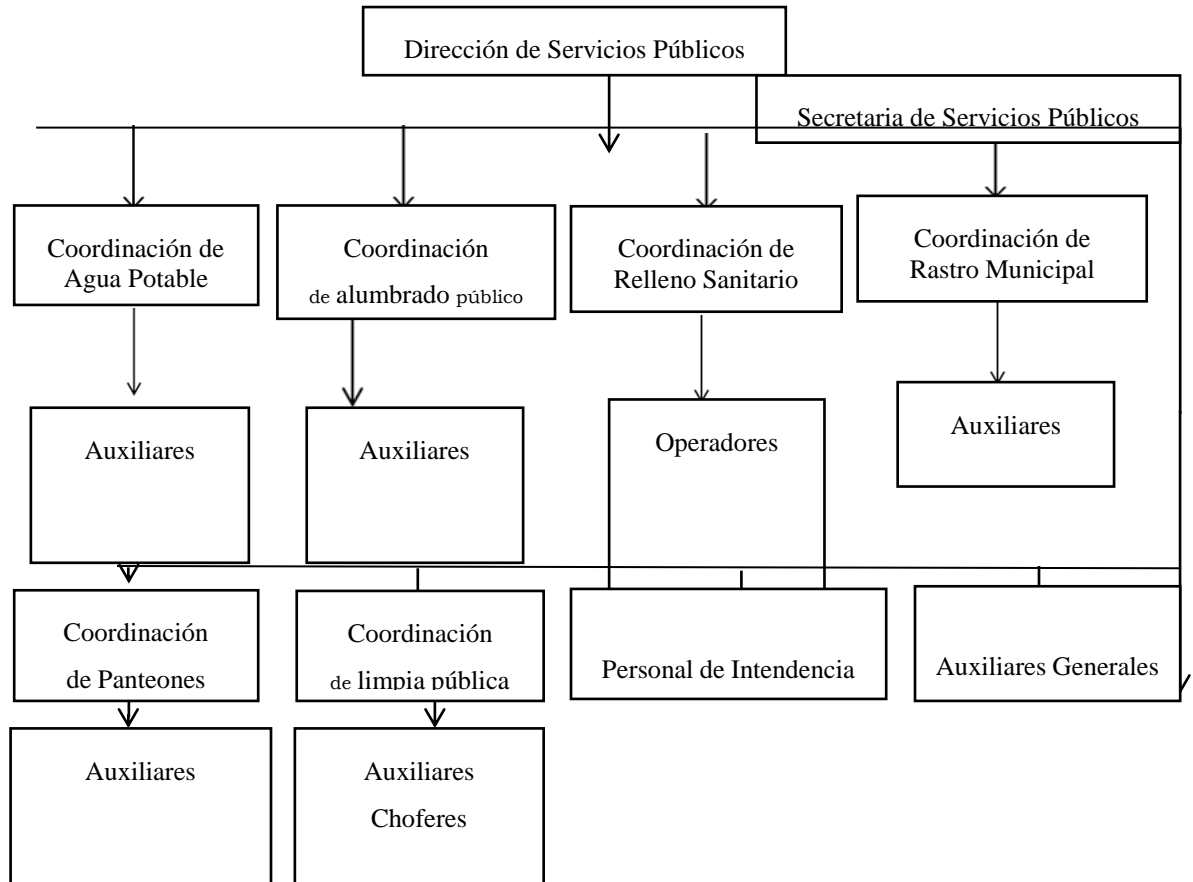 Dirección de Servicios Públicos
Secretaria de Servicios Públicos
Coordinación de
Agua Potable
Coordinación
de alumbrado público
Coordinación de
Relleno Sanitario
Coordinación de
Rastro Municipal
Auxiliares
Auxiliares
Operadores
Auxiliares
Coordinación
de Panteones
Coordinación
de limpia pública
Personal de Intendencia
Auxiliares Generales
Auxiliares
Auxiliares
Choferes